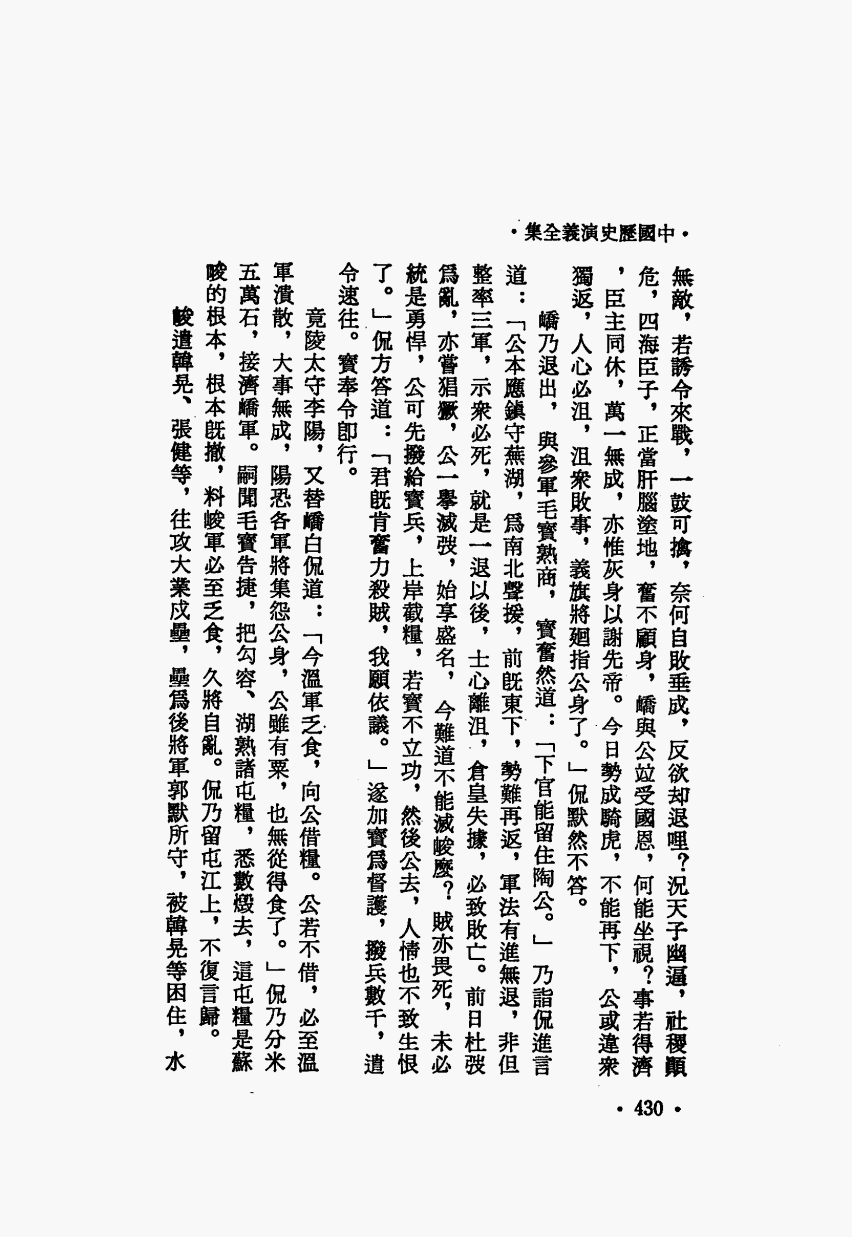 •中國歷史演義全集•
無敵，若誘令來戰，一鼓可擒，奈何自敗垂成，反欲却退哩？況天子幽逼，社稷顚
危，四海臣子，正當肝腦塗地，奮不顧身，嶠與公竝受國恩，何能坐視？事若得濟
，臣主同休，萬一無成，亦惟灰身以謝先帝。今日勢成騎虎，不能再下，公或違衆
獨返，人心必沮，沮衆敗事，義旗將廻指公身了。」侃默然不答。
嶠乃退出，與參軍毛寶熟商，寶奮然道：「下官能留住陶公。」乃詣侃進言
道：「公本應鎮守蕪湖，爲南北聲援，前旣東下，勢難再返，軍法有進無退，非但
整率三軍，示衆必死，就是一退以後，士心離沮，倉皇失據，必致敗亡。前日杜弢
爲亂，亦嘗猖獗，公一擧滅弢，始享盛名，今難道不能滅峻麼？賊亦畏死，未必
統是勇悍，公可先撥給寶兵，上岸截糧，若寶不立功，然後公去，人情也不致生恨
了。」侃方答道：「君旣肯奮力殺賊，我願依議。」遂加寶爲督護，撥兵數千，遣
令速往。寶奉令卽行。
竟陵太守李陽，又替嶠白侃道：「今溫軍乏食，向公借糧。公若不借，必至溫
軍潰散，大事無成，陽恐各軍將集怨公身，公雖有粟，也無從得食了。」侃乃分米
五萬石，接濟嶠軍。嗣聞毛寶告捷，把勾容、湖熟諸屯糧，悉數燬去，這屯糧是蘇
峻的根本，根本旣撤，料峻軍必至乏食，久將自亂。侃乃留屯江上，不復言歸。
峻遣韓晃、張健等，往攻大業戍壘，壘爲後將軍郭默所守，被韓晃等困住，水
•430•